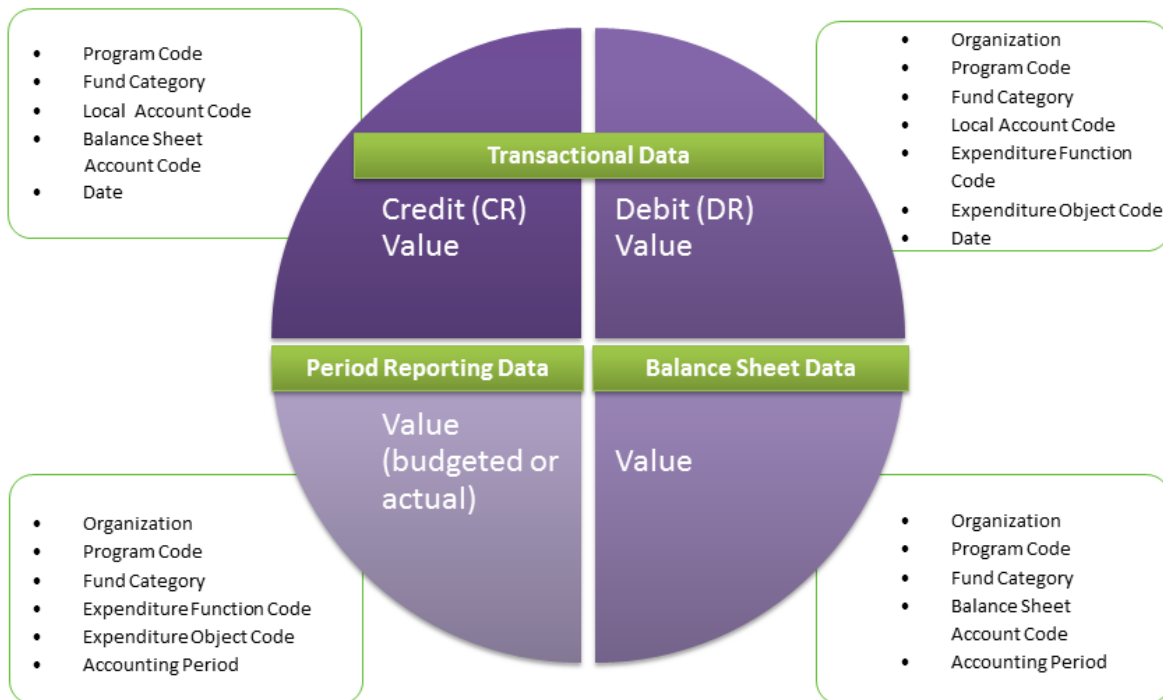 • Program Code
• Fund Category
• Local Account Code
• Balance Sheet
Account Code
• Date
• Organization
• Program Code
• Fund Category
• Local Account Code
• Expenditure Function
Code
• Expenditure Object Code
• Date
Transactional Data
Credit (CR)
Value
Debit (DR)
Value
Period Reporting Data
Balance Sheet Data
Value
(budgeted or
actual)
Value
• Organization
• Program Code
• Fund Category
• Expenditure Function Code
• Expenditure Object Code
• Accounting Period
• Organization
• Program Code
• Fund Category
• Balance Sheet
Account Code
• Accounting Period